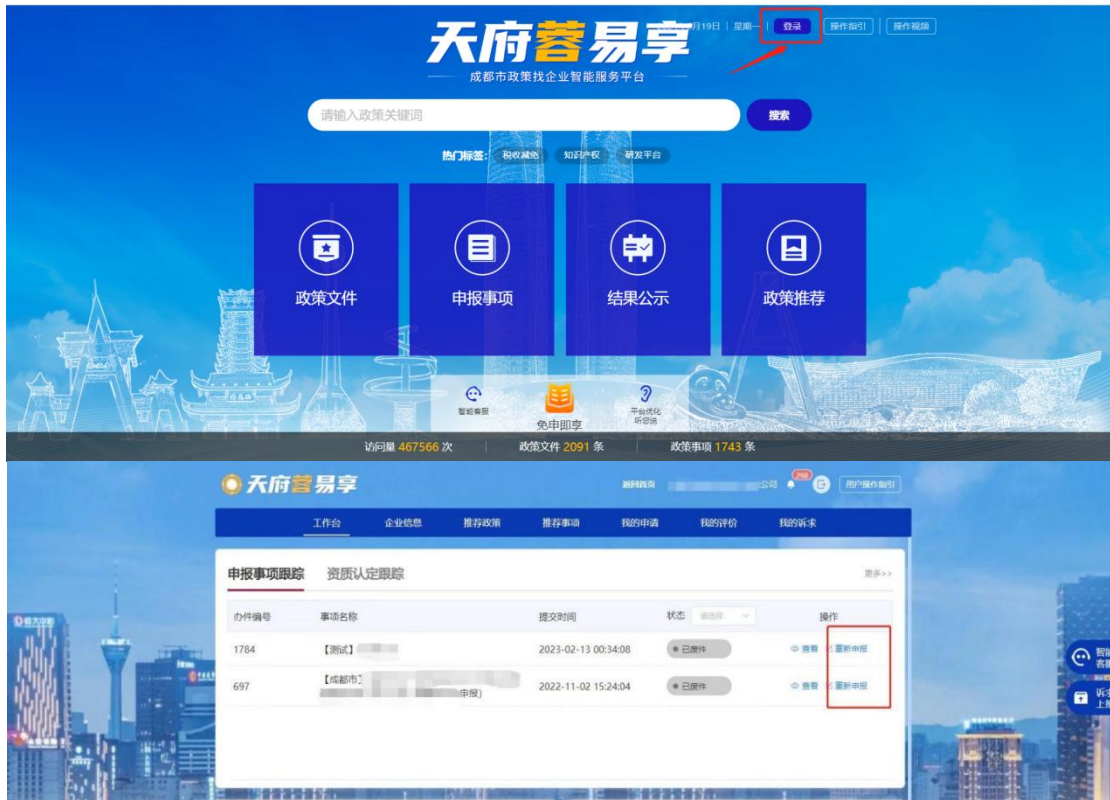 天府蓉易享
月19日 | 星期一 | 登录 操作指引 操作视频
成都市政策找企业智能服务平台
请输入政策关键词 搜索
热门标签： 税收减免 知识产权 研发平台
政策文件 申报事项 结果公示 政策推荐
智能客服 免申即享 平台优化
听您说
访问量 467566 次 | 政策文件 2091 条 | 政策事项 1743 条
天府蓉易享 返回首页 公司 298 用户操作指引
工作台 企业信息 推荐政策 推荐事项 我的申请 我的评价 我的诉求
申报事项跟踪 资质认定跟踪 更多>>
办件编号 事项名称 提交时间 状态 请选择 操作
1784 【测试】 2023-02-13 00:34:08 已废件 查看 重新申报
697 【成都市】 2022-11-02 15:24:04 已废件 查看 重新申报
申报)
智能
客服
诉求